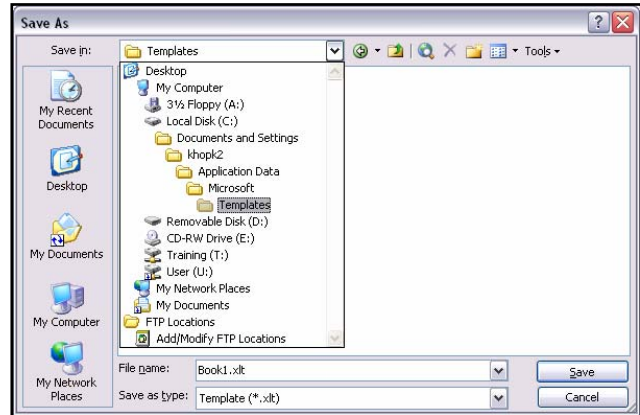 Save As
Save in:
Templates
Tools
My Recent
Documents
Desktop
My Documents
My Computer
My Network
Places
Desktop
My Computer
3½ Floppy (A:)
Local Disk (C:)
Documents and Settings
khopk2
Application Data
Microsoft
Templates
Removable Disk (D:)
CD-RW Drive (E:)
Training (T:)
User (U:)
My Network Places
My Documents
FTP Locations
Add/Modify FTP Locations
File name:
Book1.xlt
Save
Save as type:
Template (*.xlt)
Cancel